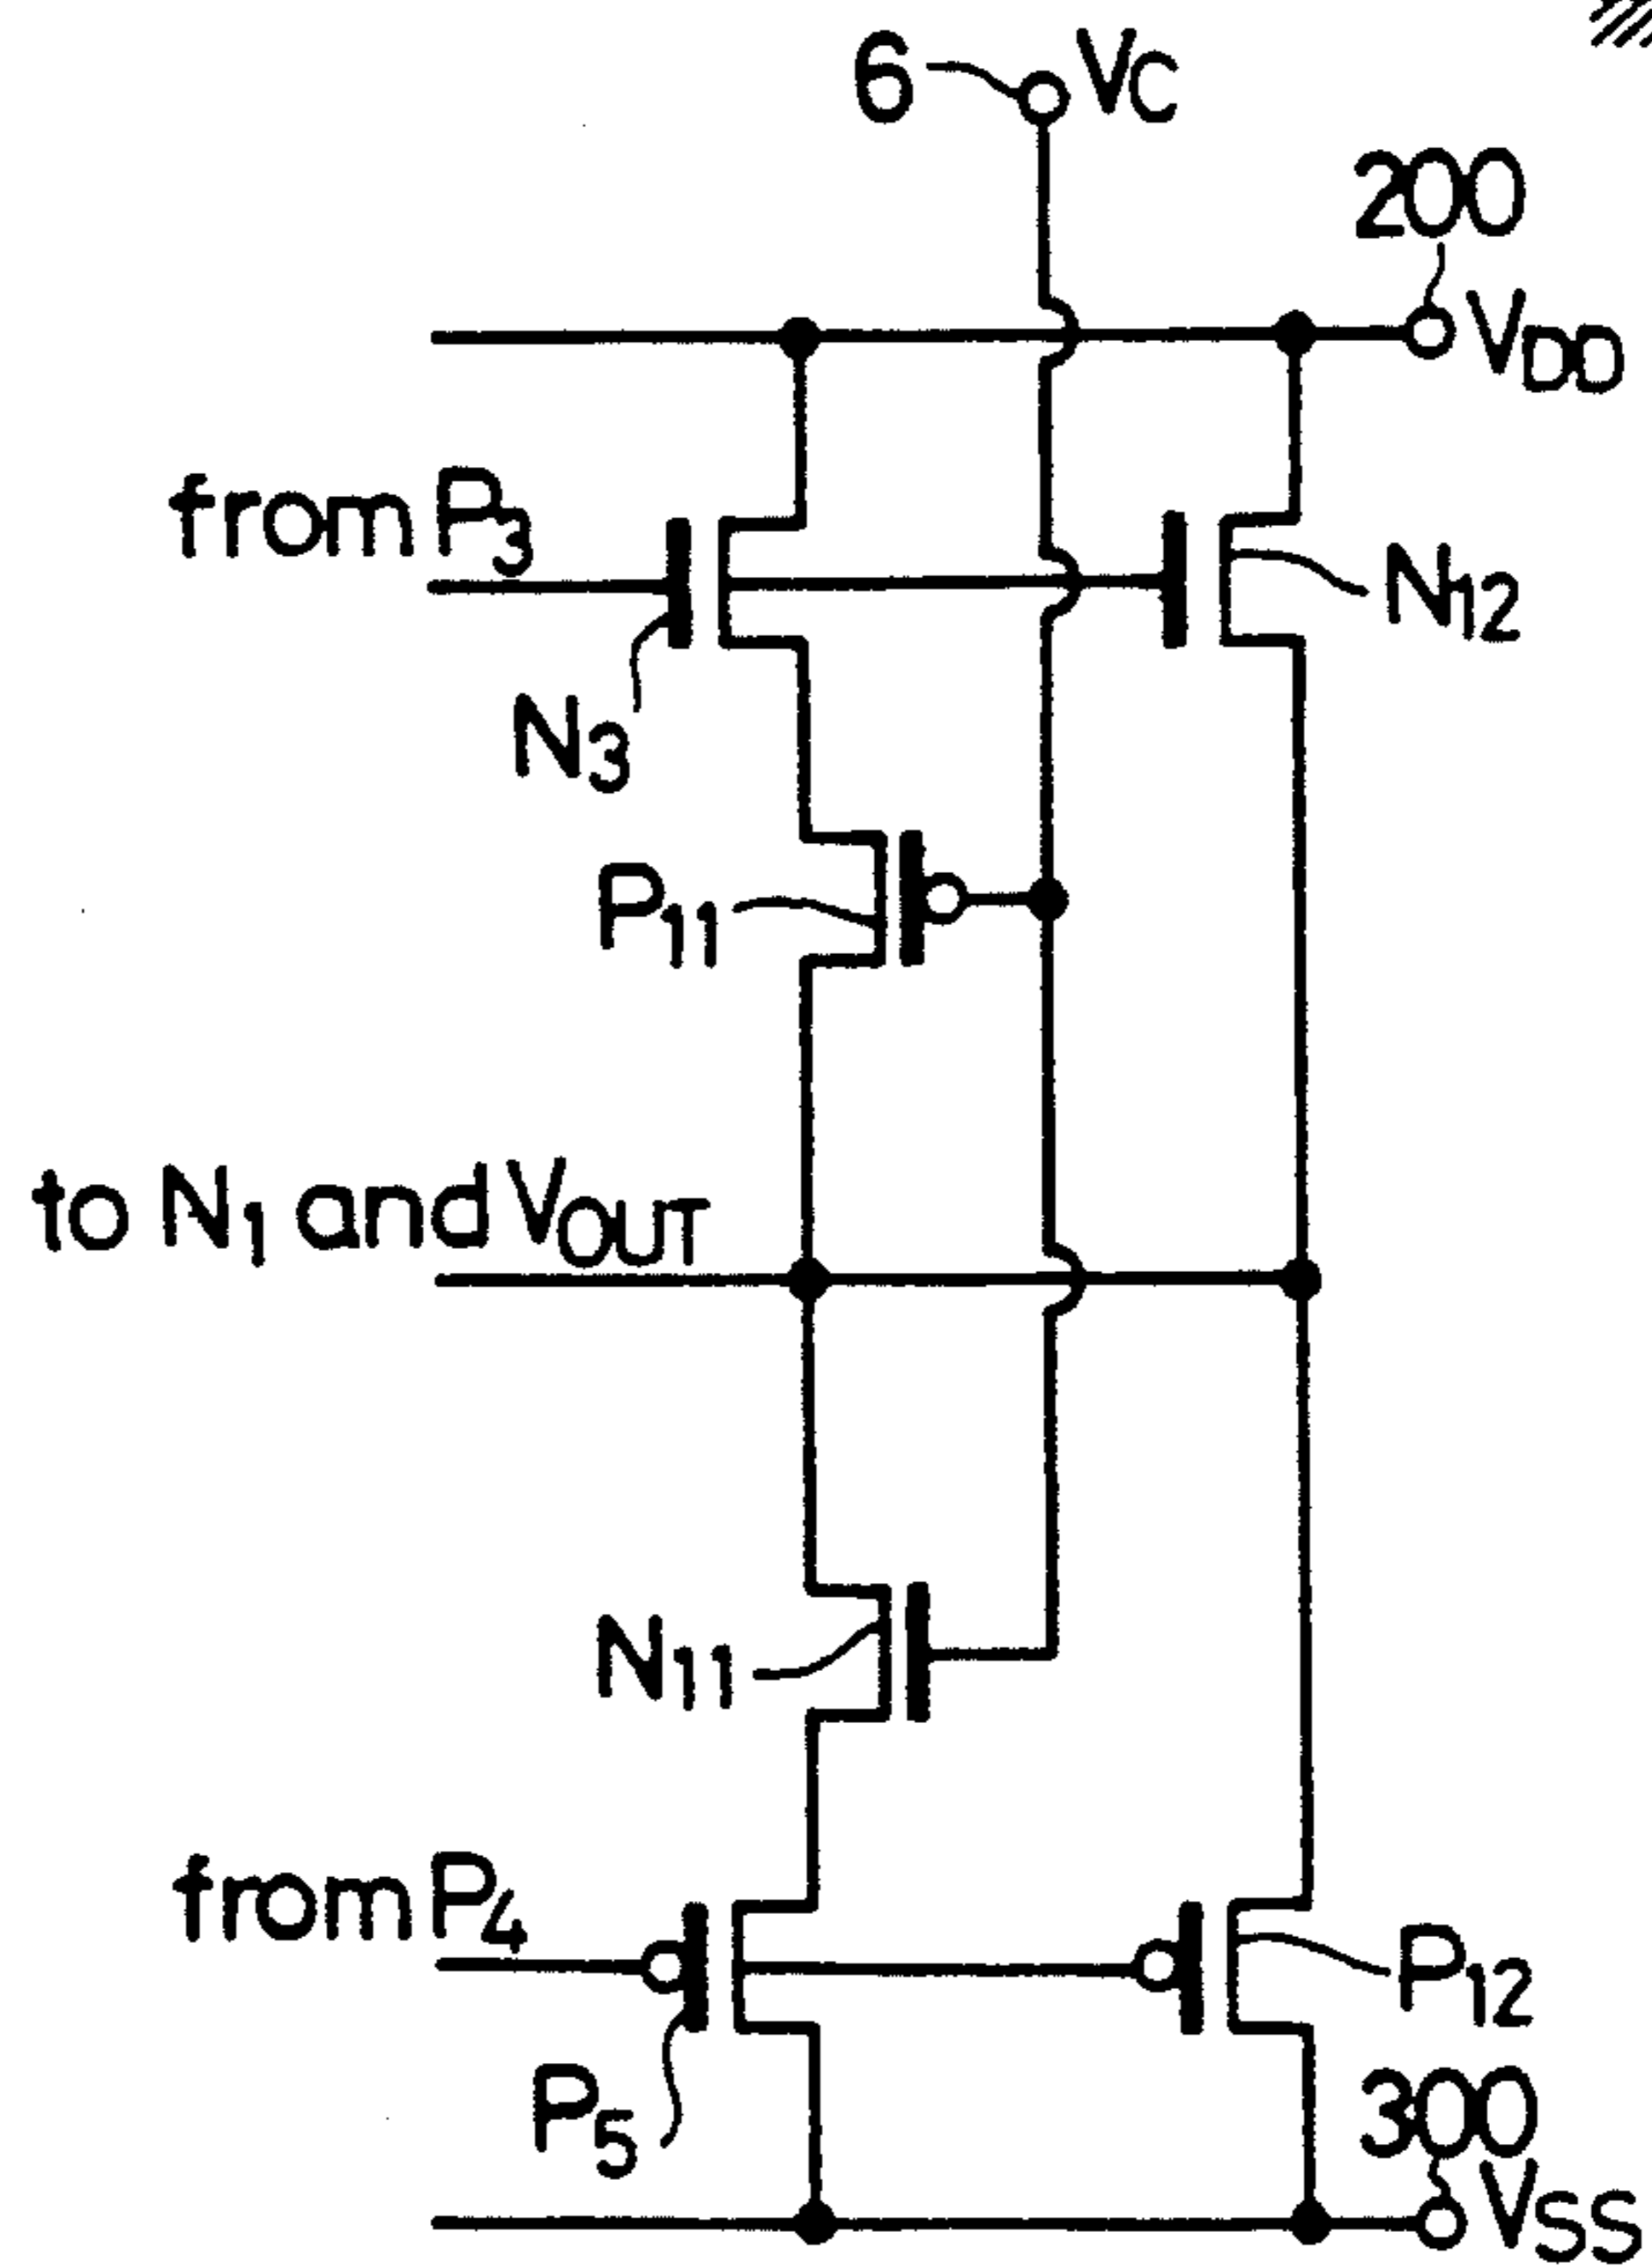 6 VC
200
VDD
from P3
N12
N3
P11
to N1 and VOUT
N11
from P4
P12
P5
300
VSS